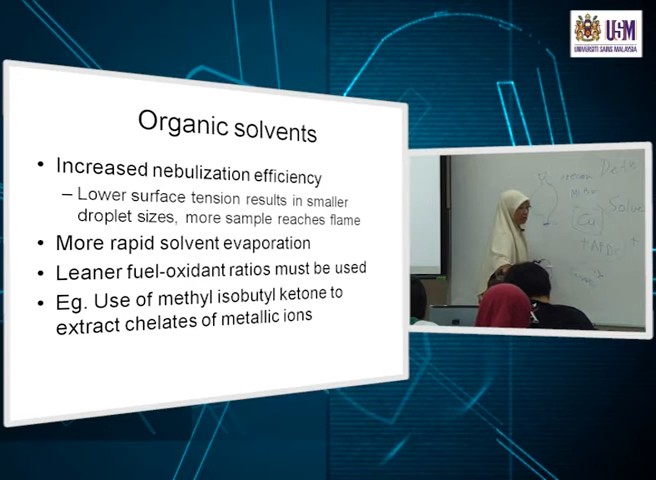 USM
UNIVERSITI SAINS MALAYSIA
Organic solvents
• Increased nebulization efficiency
– Lower surface tension results in smaller
droplet sizes, more sample reaches flame
• More rapid solvent evaporation
• Leaner fuel-oxidant ratios must be used
• Eg. Use of methyl isobutyl ketone to
extract chelates of metallic ions
Cu